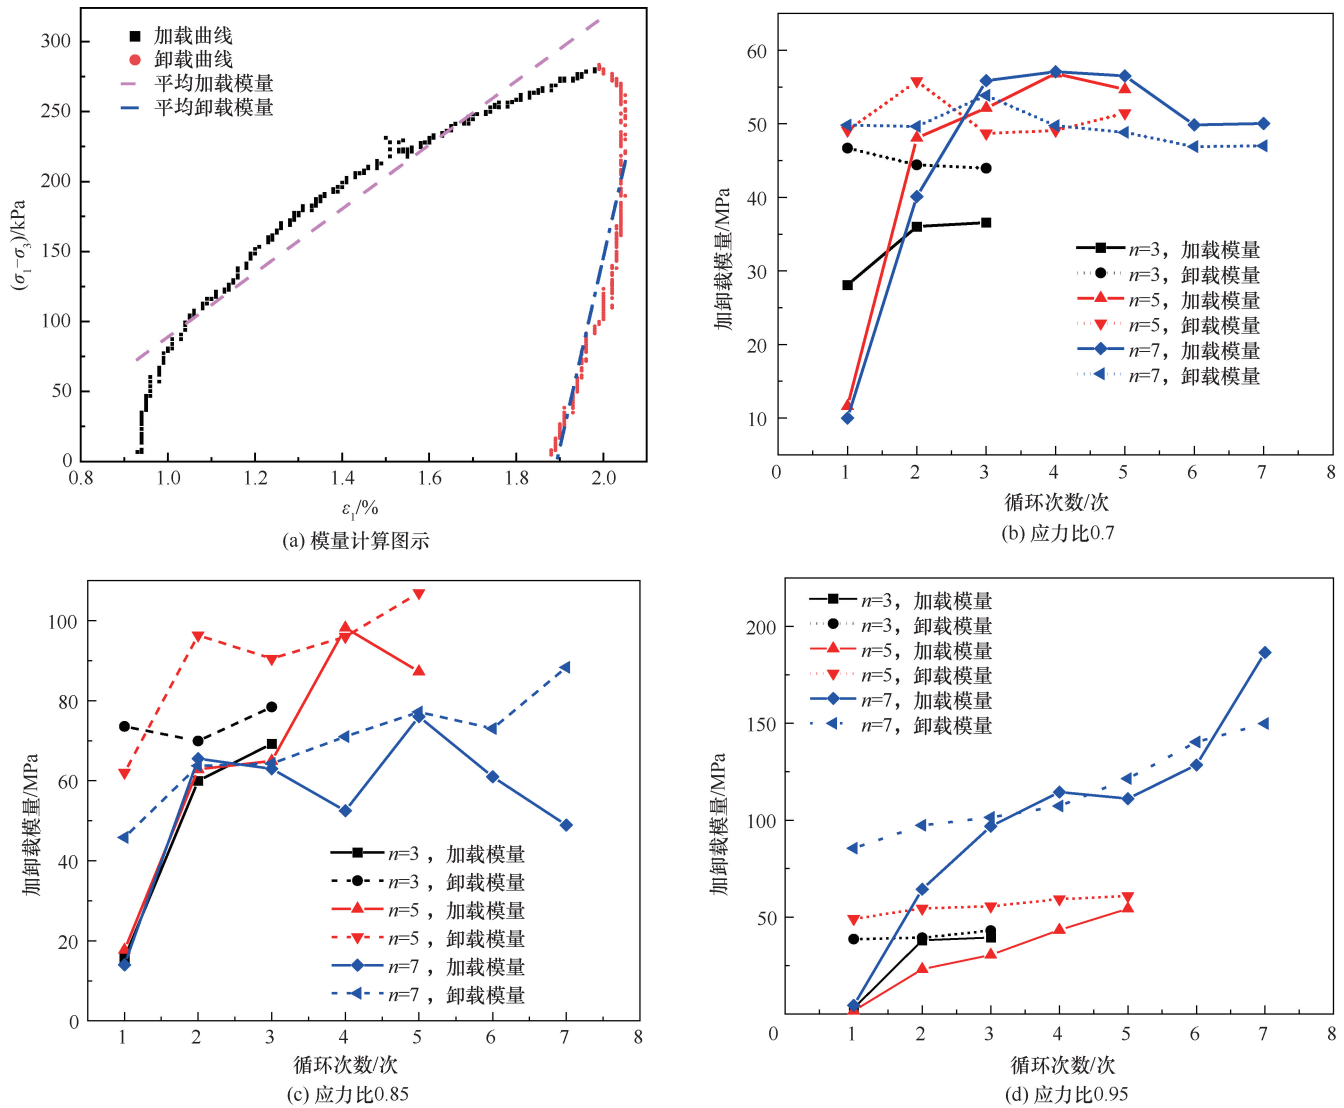 加载曲线
卸载曲线
平均加载模量
平均卸载模量
300
250
200
150
100
50
0
0.8
1.0
1.2
1.4
1.6
1.8
2.0
(σ1−σ3)/kPa
ε1/%
(a) 模量计算图示
60
50
40
30
20
10
0
1
2
3
4
5
6
7
8
加卸载模量/MPa
n=3，加载模量
n=3，卸载模量
n=5，加载模量
n=5，卸载模量
n=7，加载模量
n=7，卸载模量
循环次数/次
(b) 应力比0.7
100
80
60
40
20
0
1
2
3
4
5
6
7
8
加卸载模量/MPa
n=3，加载模量
n=3，卸载模量
n=5，加载模量
n=5，卸载模量
n=7，加载模量
n=7，卸载模量
循环次数/次
(c) 应力比0.85
200
150
100
50
0
1
2
3
4
5
6
7
8
加卸载模量/MPa
n=3，加载模量
n=3，卸载模量
n=5，加载模量
n=5，卸载模量
n=7，加载模量
n=7，卸载模量
循环次数/次
(d) 应力比0.95